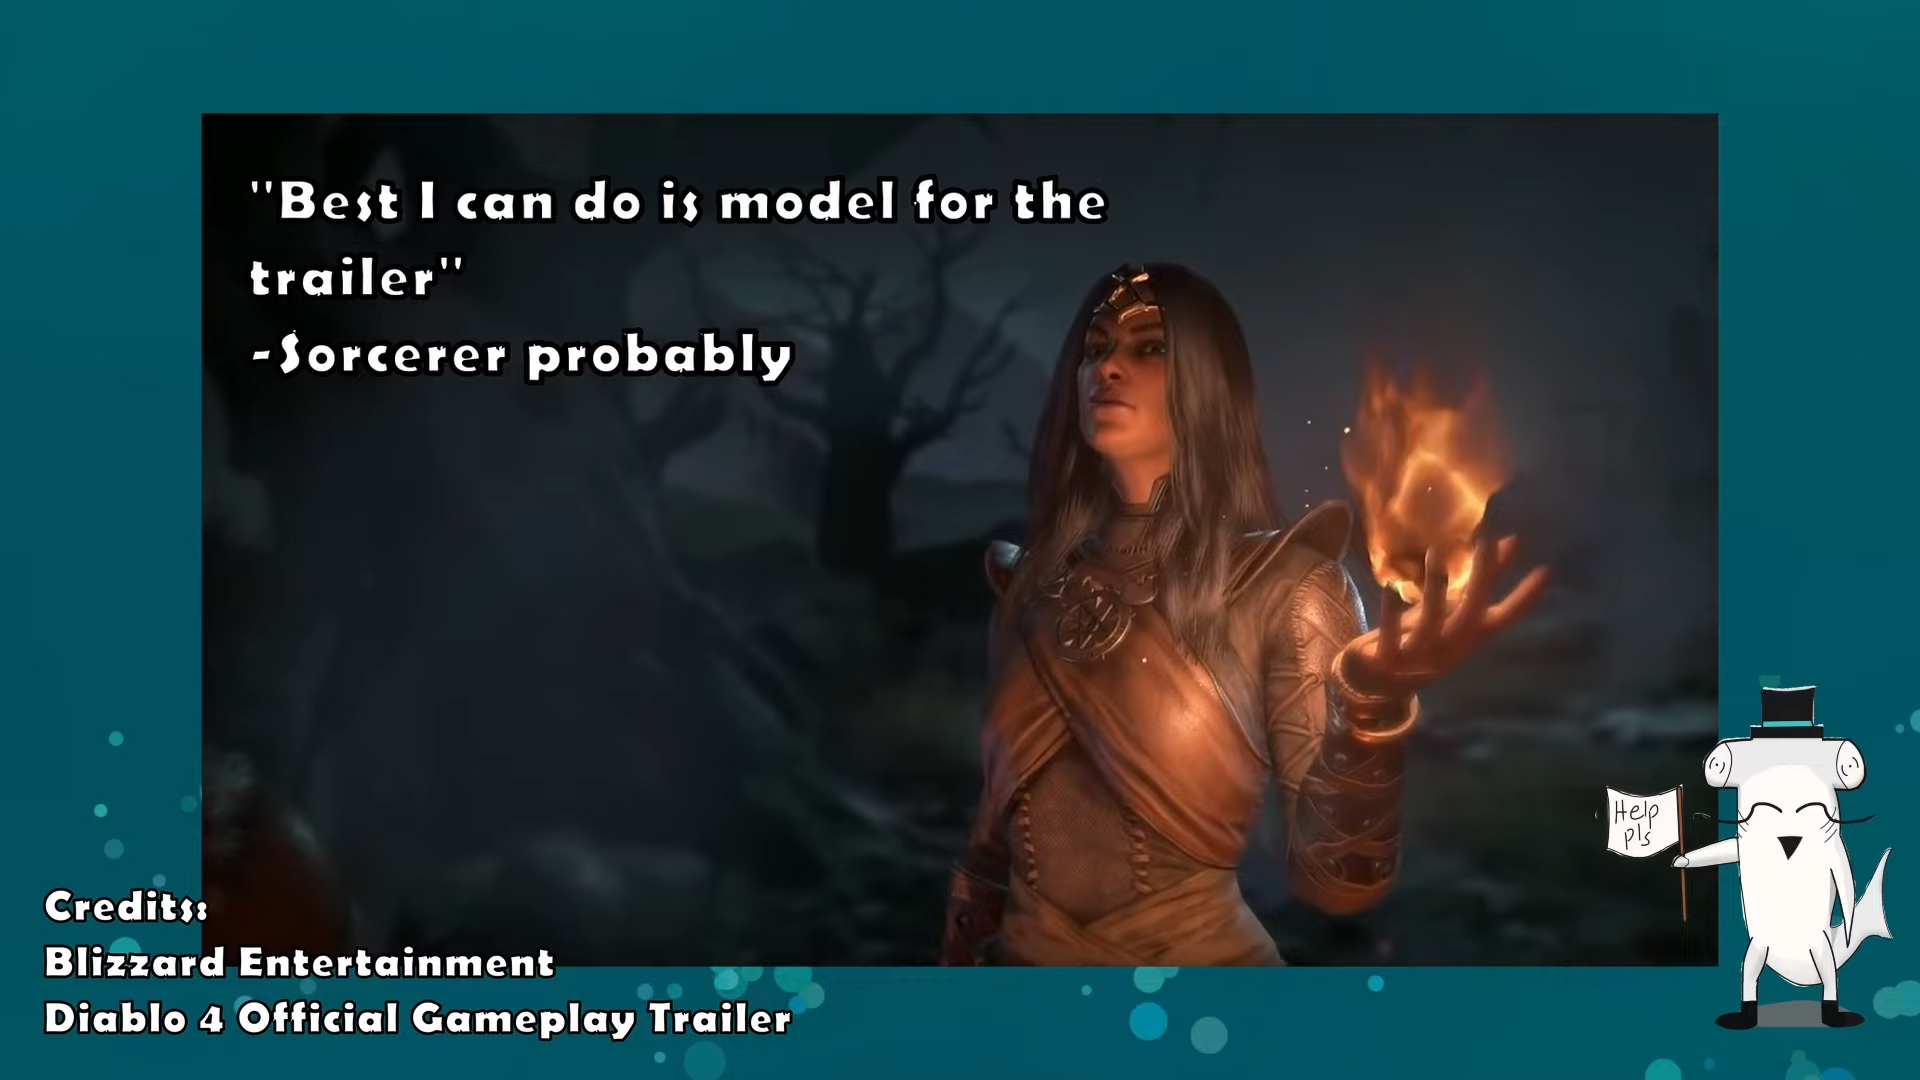 "Best I can do is model for the
trailer"
-Sorcerer probably
Help
pls
Credits:
Blizzard Entertainment
Diablo 4 Official Gameplay Trailer